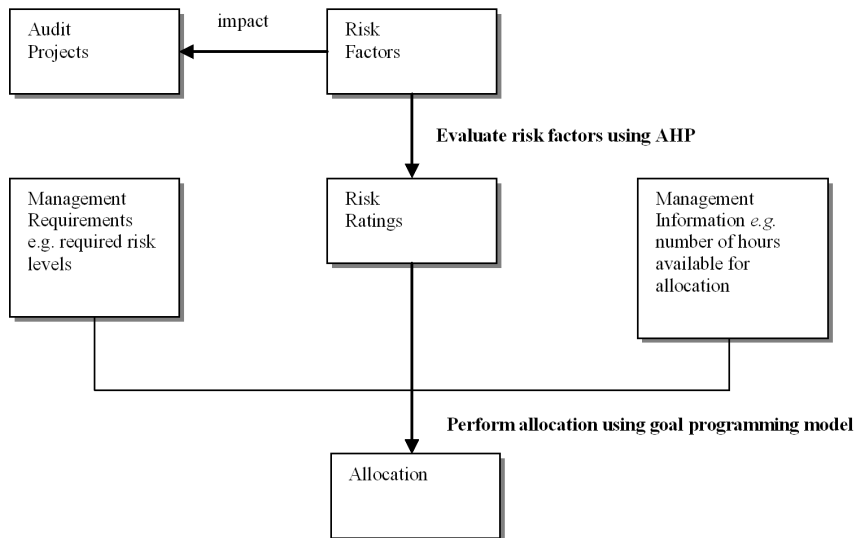 Audit
Projects
impact
Risk
Factors
Evaluate risk factors using AHP
Management
Requirements
e.g. required risk
levels
Risk
Ratings
Management
Information e.g.
number of hours
available for
allocation
Perform allocation using goal programming model
Allocation